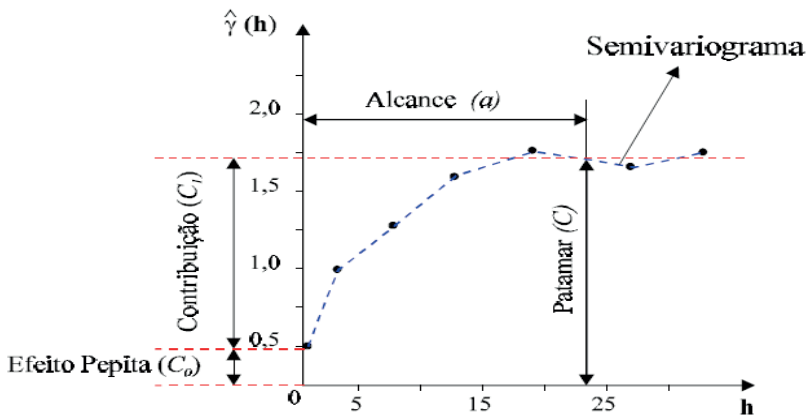 γ̂ (h)
Semivariograma
2,0
Alcance (a)
1,5
Contribuição (C₁)
Patamar (C)
1,0
0,5
Efeito Pepita (Cₒ)
0
5
15
25
h